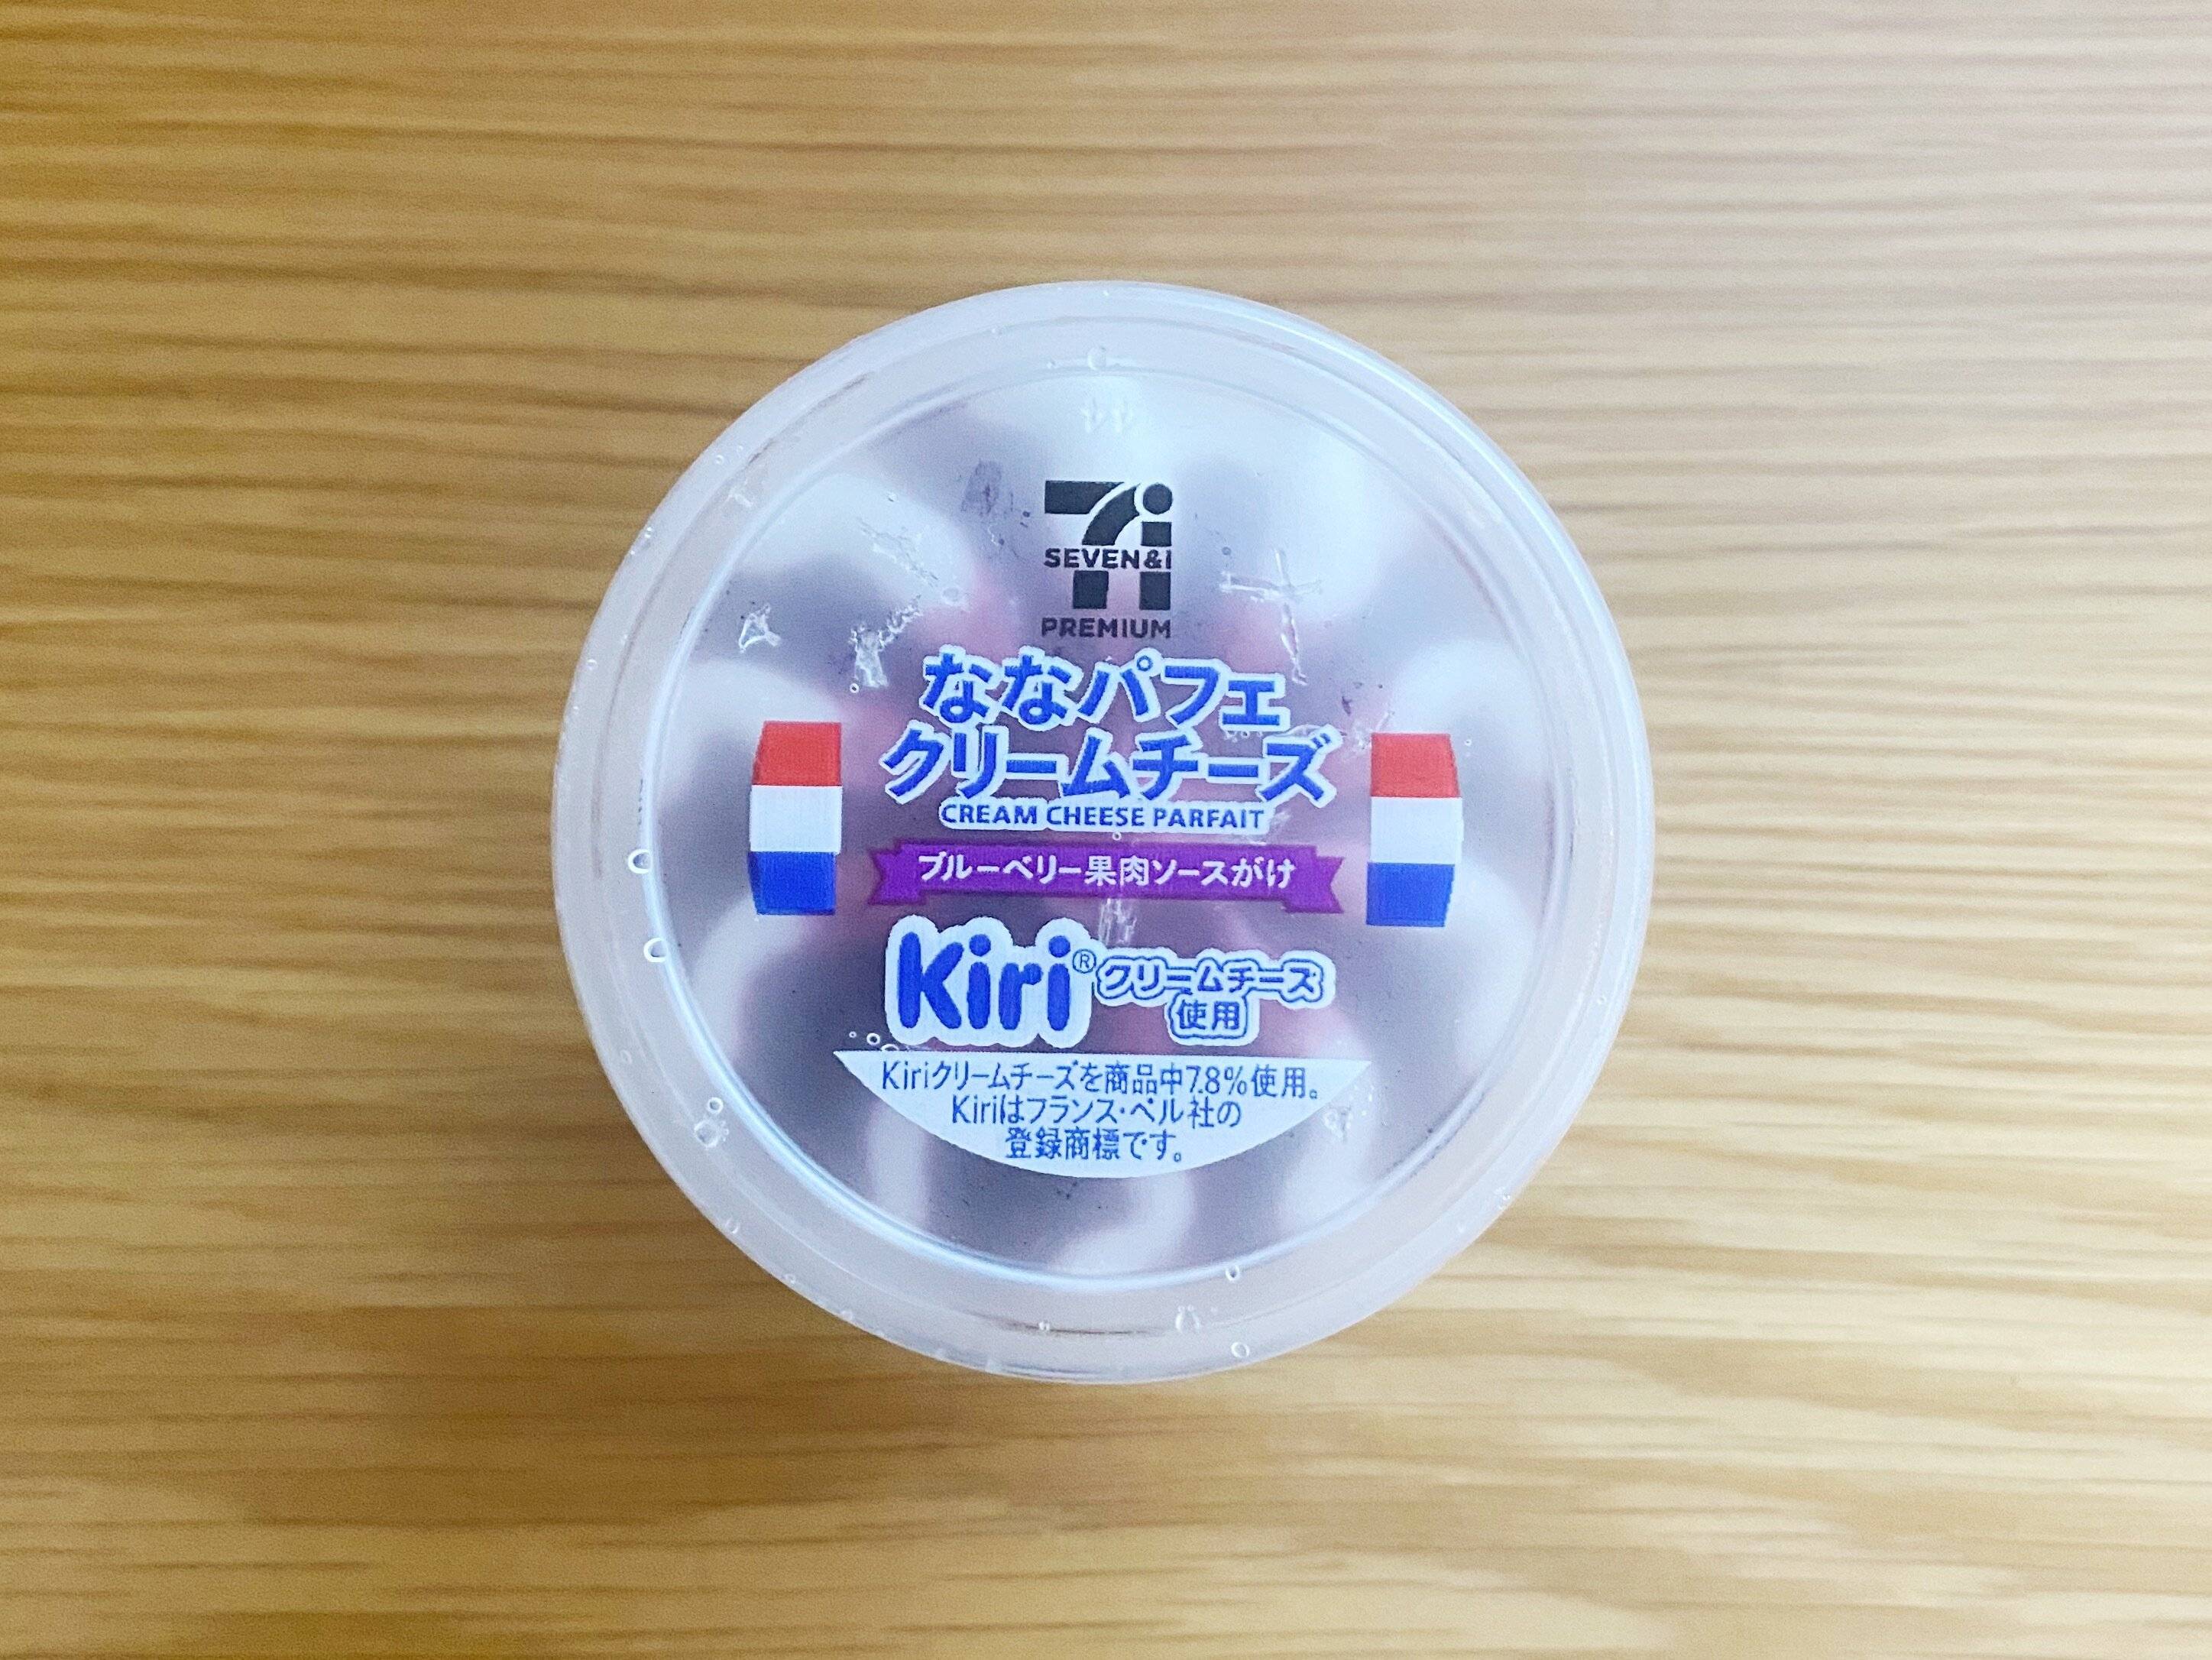 7i
SEVEN&I
PREMIUM
ななパフェ
クリームチーズ
CREAM CHEESE PARFAIT
ブルーベリー果肉ソースがけ
Kiri® クリームチーズ
使用
Kiriクリームチーズを商品中7.8%使用。
Kiriはフランス・ベル社の
登録商標です。